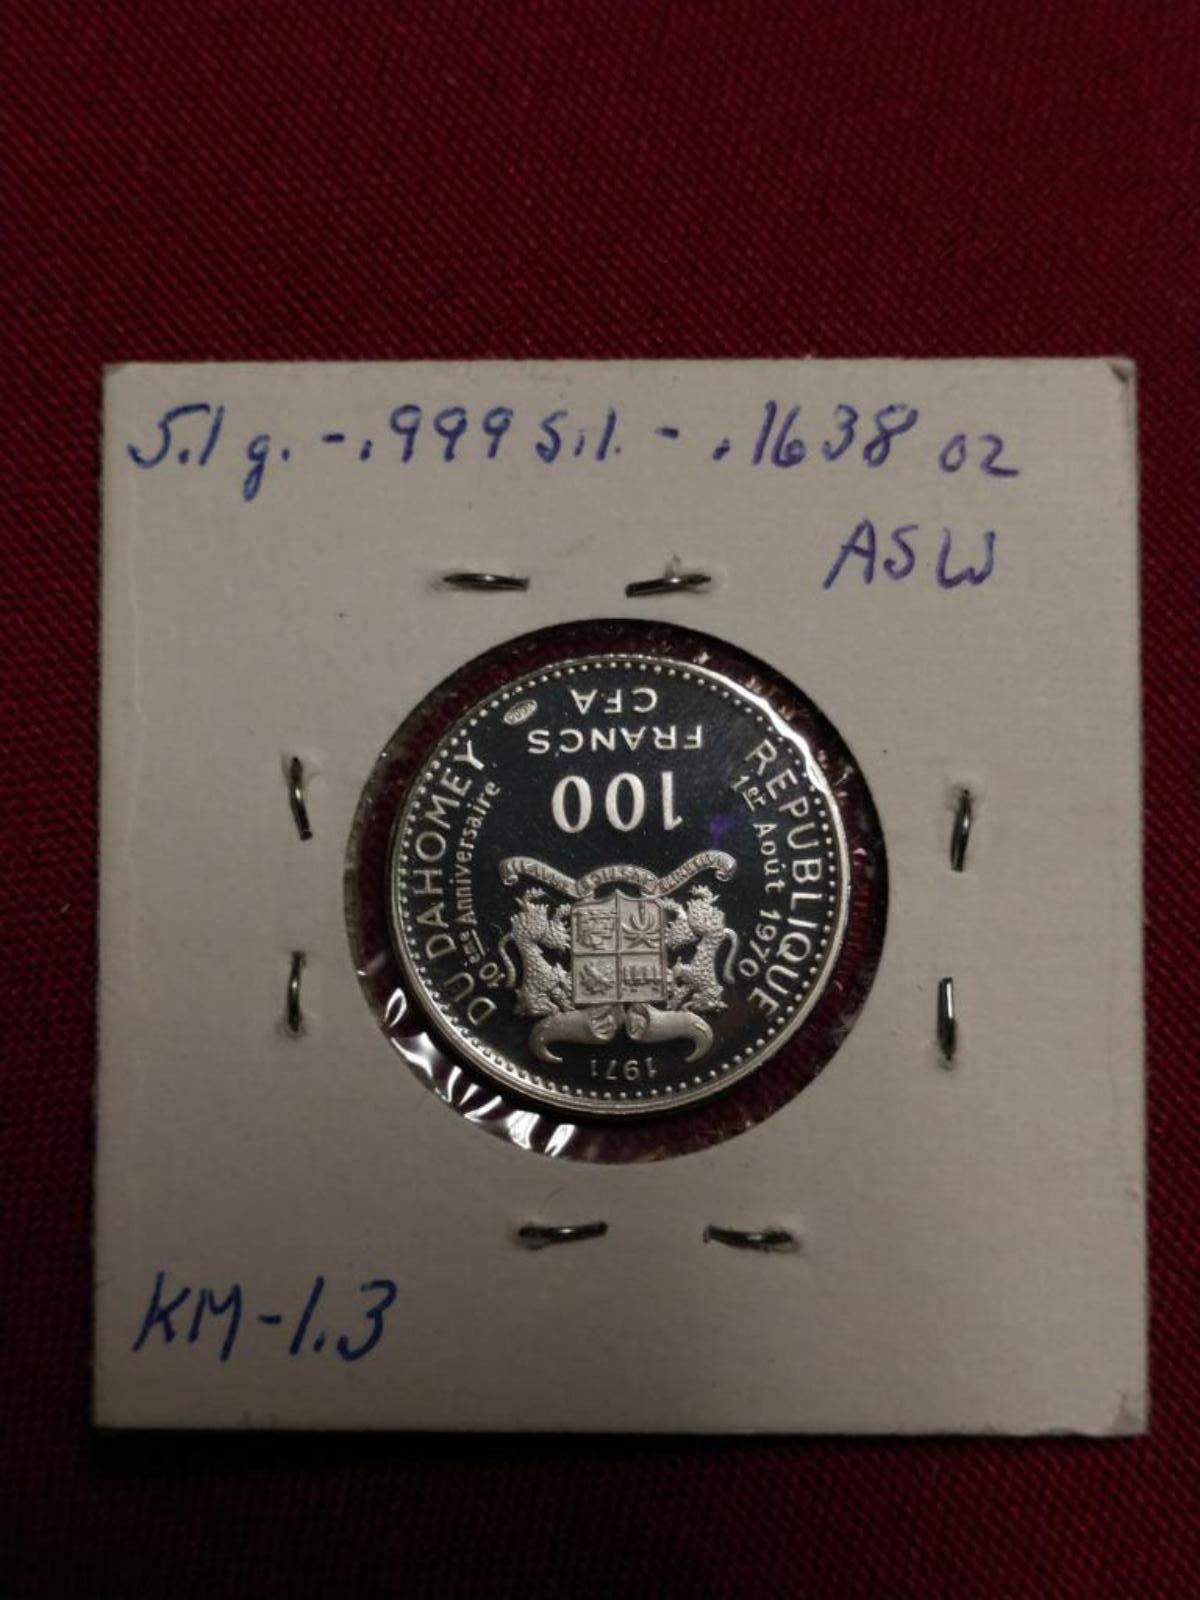 5.1 g. - .999 Sil. - .1638 oz
ASW
REPUBLIQUE DU DAHOMEY
1er Août 1970
10ème Anniversaire
1971
100
FRANCS
CFA
KM-1.3